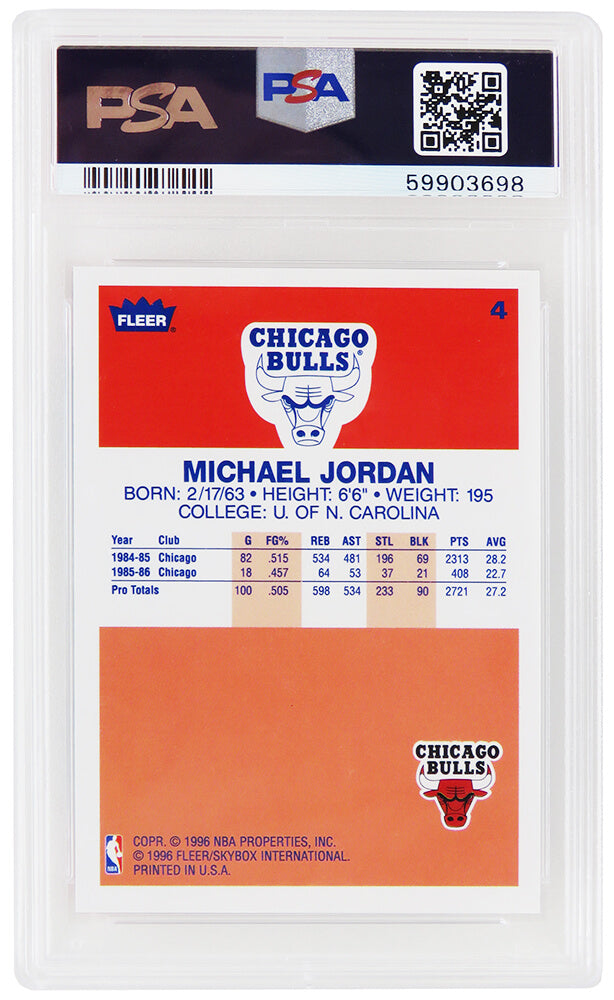 PSA
PSA
59903698
FLEER®
4
CHICAGO
BULLS®
MICHAEL JORDAN
BORN: 2/17/63 • HEIGHT: 6'6" • WEIGHT: 195
COLLEGE: U. OF N. CAROLINA
Year Club G FG% REB AST STL BLK PTS AVG
1984-85 Chicago 82 .515 534 481 196 69 2313 28.2
1985-86 Chicago 18 .457 64 53 37 21 408 22.7
Pro Totals 100 .505 598 534 233 90 2721 27.2
CHICAGO
BULLS
NBA
COPR. © 1996 NBA PROPERTIES, INC.
© 1996 FLEER/SKYBOX INTERNATIONAL.
PRINTED IN U.S.A.